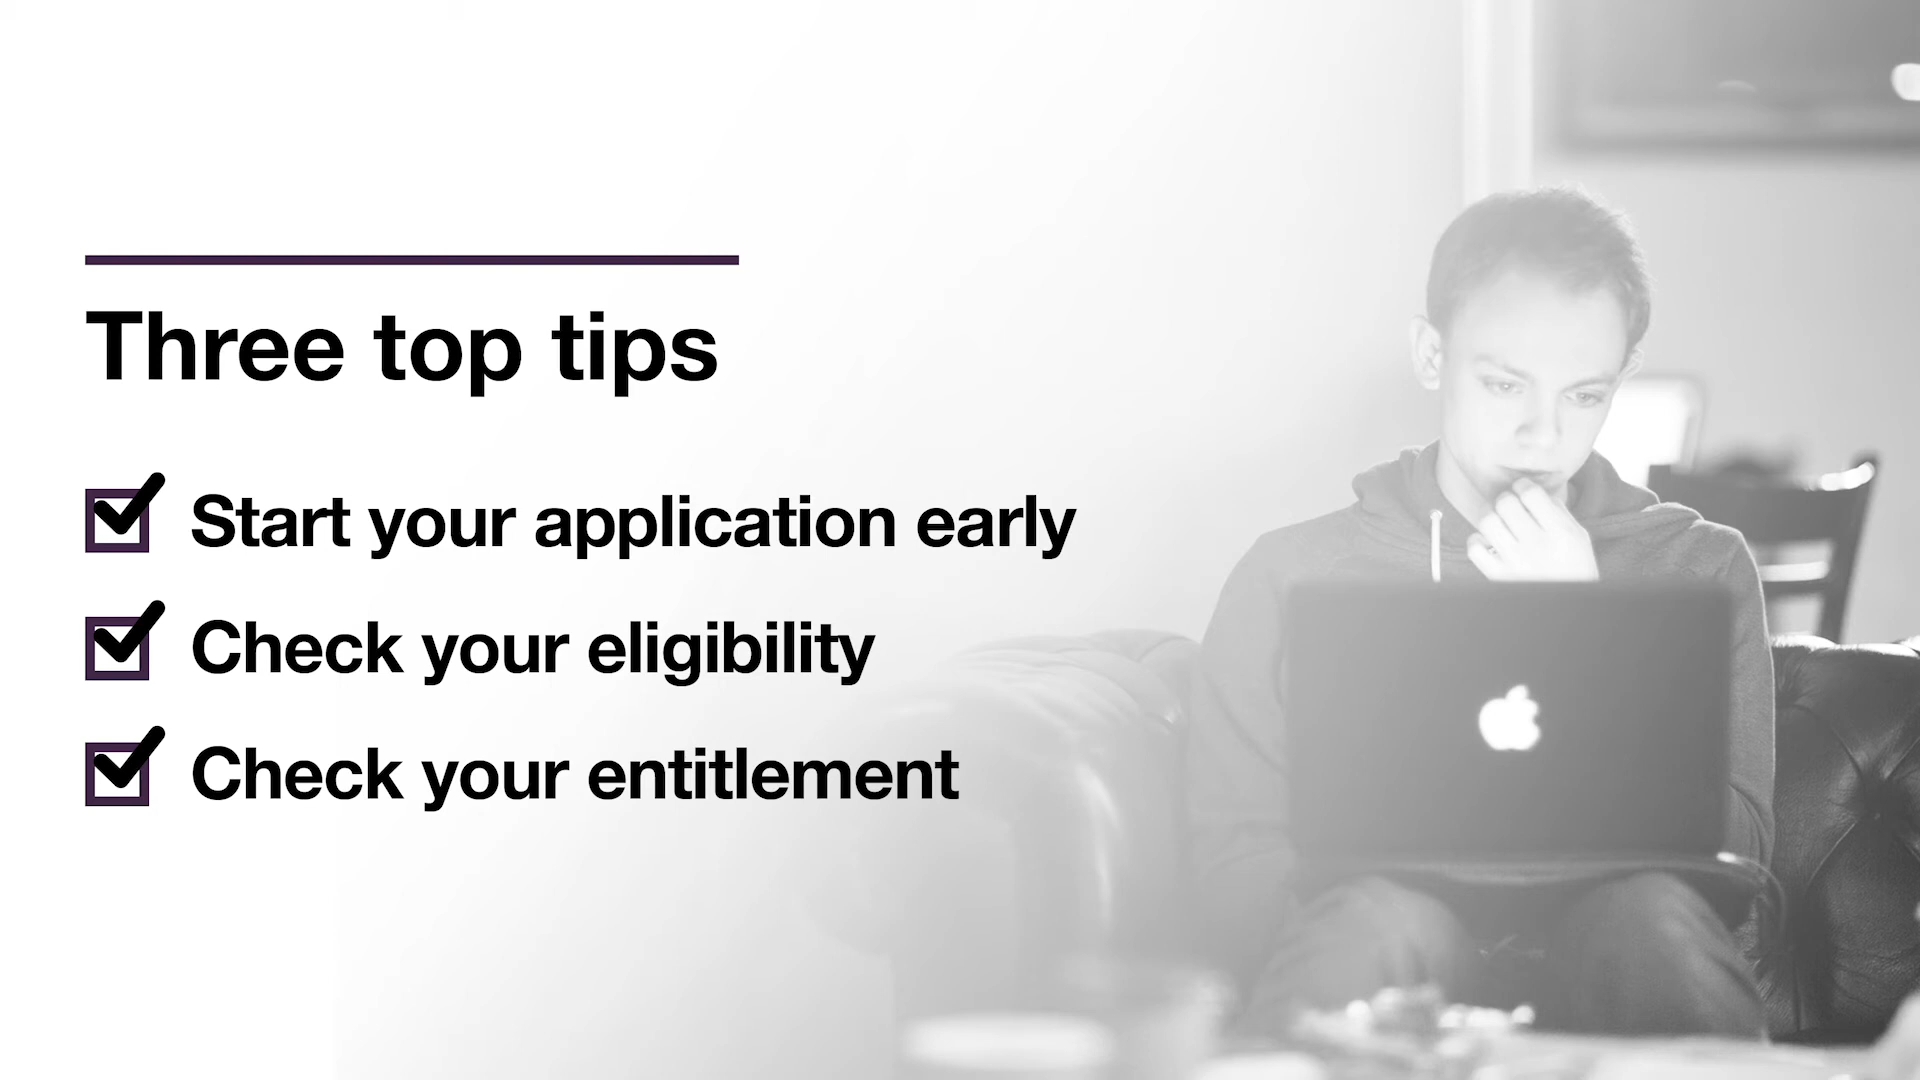 Three top tips
Start your application early
Check your eligibility
Check your entitlement